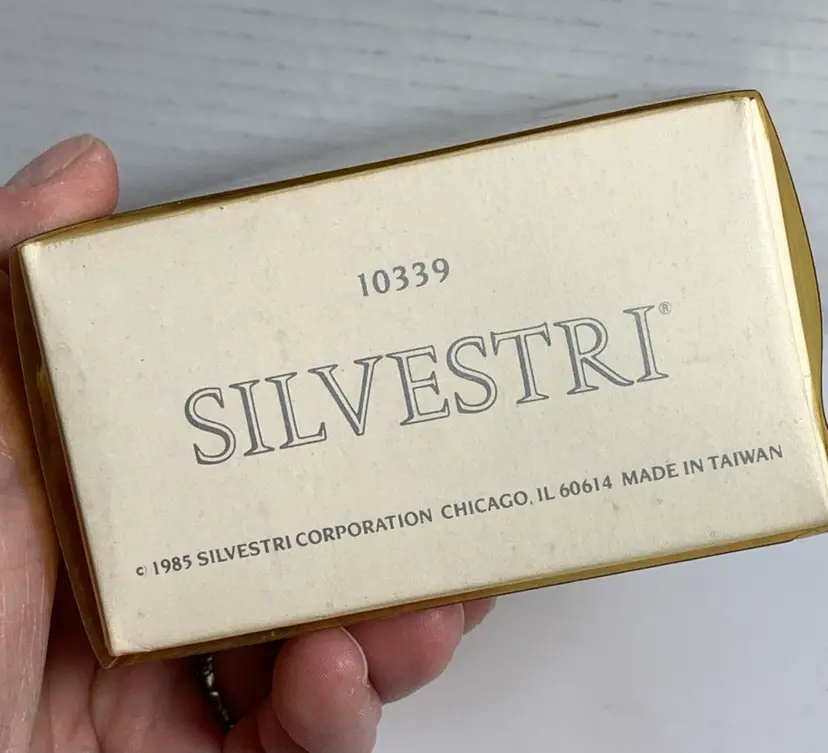 10339
SILVESTRI®
© 1985 SILVESTRI CORPORATION CHICAGO, IL 60614 MADE IN TAIWAN